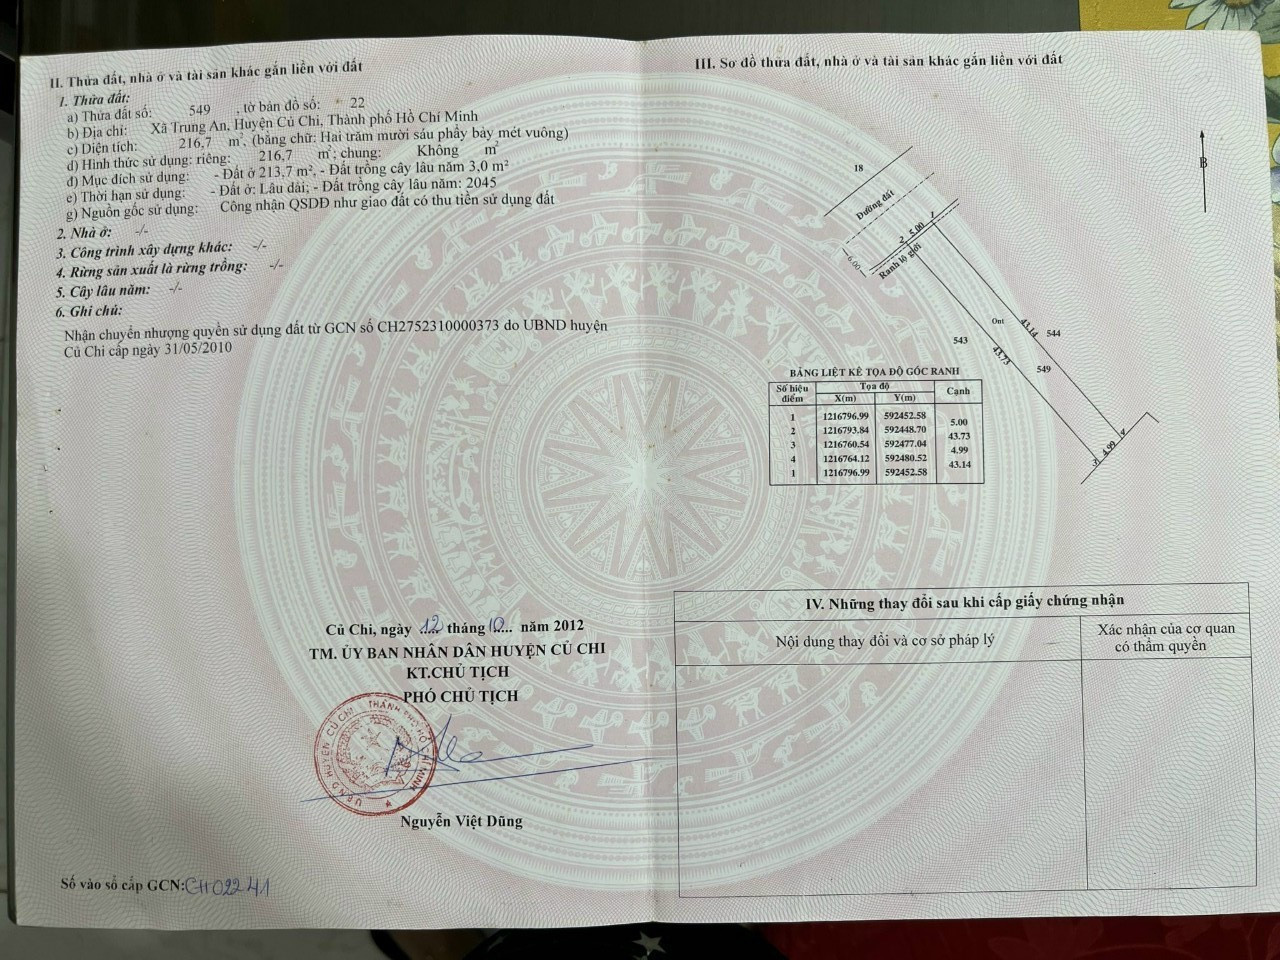 II. Thửa đất, nhà ở và tài sản khác gắn liền với đất
1. Thửa đất:
a) Thửa đất số: 549 , tờ bản đồ số: 22
b) Địa chỉ: Xã Trung An, Huyện Củ Chi, Thành phố Hồ Chí Minh
c) Diện tích: 216,7 m², (bằng chữ: Hai trăm mười sáu phẩy bảy mét vuông)
d) Hình thức sử dụng: riêng: 216,7 m²; chung: Không m²
đ) Mục đích sử dụng: - Đất ở 213,7 m², - Đất trồng cây lâu năm 3,0 m²
e) Thời hạn sử dụng: - Đất ở: Lâu dài; - Đất trồng cây lâu năm: 2045
g) Nguồn gốc sử dụng: Công nhận QSDĐ như giao đất có thu tiền sử dụng đất
2. Nhà ở: -/-
3. Công trình xây dựng khác: -/-
4. Rừng sản xuất là rừng trồng: -/-
5. Cây lâu năm: -/-
6. Ghi chú:
Nhận chuyển nhượng quyền sử dụng đất từ GCN số CH2752310000373 do UBND huyện
Củ Chi cấp ngày 31/05/2010
Củ Chi, ngày 12 tháng 10 năm 2012
TM. ỦY BAN NHÂN DÂN HUYỆN CỦ CHI
KT.CHỦ TỊCH
PHÓ CHỦ TỊCH
UBND HUYỆN CỦ CHI THÀNH PHỐ HỒ CHÍ MINH
Nguyễn Việt Dũng
Số vào sổ cấp GCN: CH02241
III. Sơ đồ thửa đất, nhà ở và tài sản khác gắn liền với đất
B
18
Đường đất
1
5.00
2
6.00
Ranh lộ giới
Ont
43.14
544
543
43.73
549
4
4.99
3
BẢNG LIỆT KÊ TỌA ĐỘ GÓC RANH
Số hiệu điểm Tọa độ Cạnh
X(m) Y(m)
1 1216796.99 592452.58
5.00
2 1216793.84 592448.70
43.73
3 1216760.54 592477.04
4.99
4 1216764.12 592480.52
43.14
1 1216796.99 592452.58
IV. Những thay đổi sau khi cấp giấy chứng nhận
Nội dung thay đổi và cơ sở pháp lý
Xác nhận của cơ quan
có thẩm quyền